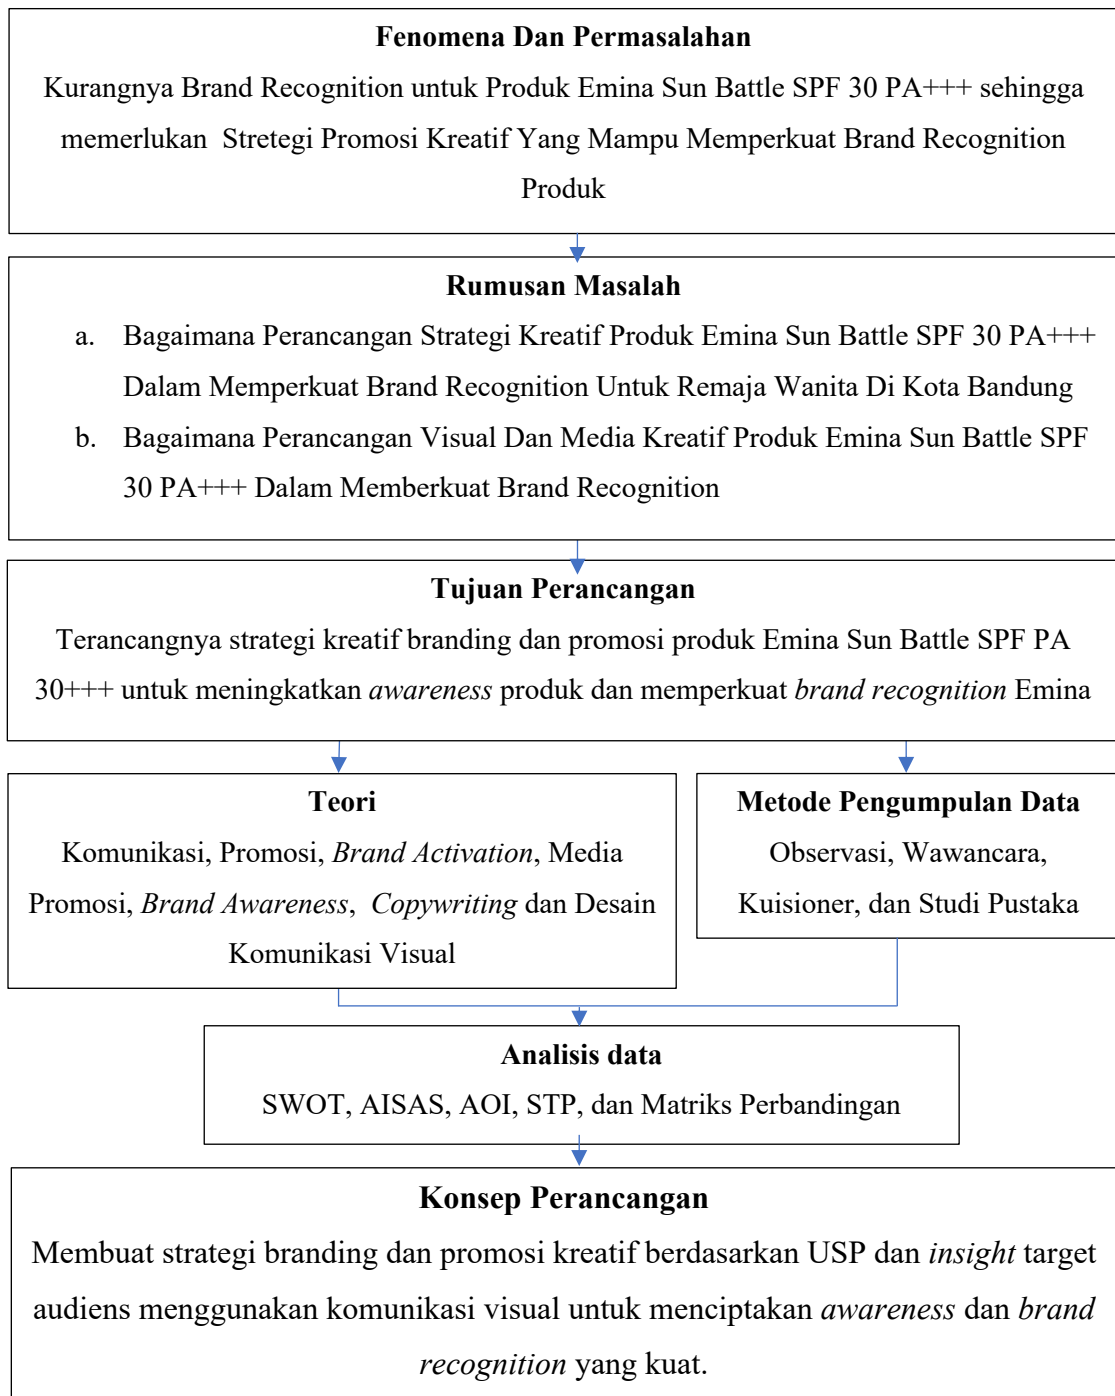 Fenomena Dan Permasalahan
Kurangnya Brand Recognition untuk Produk Emina Sun Battle SPF 30 PA+++ sehingga
memerlukan Stretegi Promosi Kreatif Yang Mampu Memperkuat Brand Recognition
Produk
Rumusan Masalah
a. Bagaimana Perancangan Strategi Kreatif Produk Emina Sun Battle SPF 30 PA+++
Dalam Memperkuat Brand Recognition Untuk Remaja Wanita Di Kota Bandung
b. Bagaimana Perancangan Visual Dan Media Kreatif Produk Emina Sun Battle SPF
30 PA+++ Dalam Memberkuat Brand Recognition
Tujuan Perancangan
Terancangnya strategi kreatif branding dan promosi produk Emina Sun Battle SPF PA
30+++ untuk meningkatkan awareness produk dan memperkuat brand recognition Emina
Teori
Komunikasi, Promosi, Brand Activation, Media
Promosi, Brand Awareness, Copywriting dan Desain
Komunikasi Visual
Metode Pengumpulan Data
Observasi, Wawancara,
Kuisioner, dan Studi Pustaka
Analisis data
SWOT, AISAS, AOI, STP, dan Matriks Perbandingan
Konsep Perancangan
Membuat strategi branding dan promosi kreatif berdasarkan USP dan insight target
audiens menggunakan komunikasi visual untuk menciptakan awareness dan brand
recognition yang kuat.